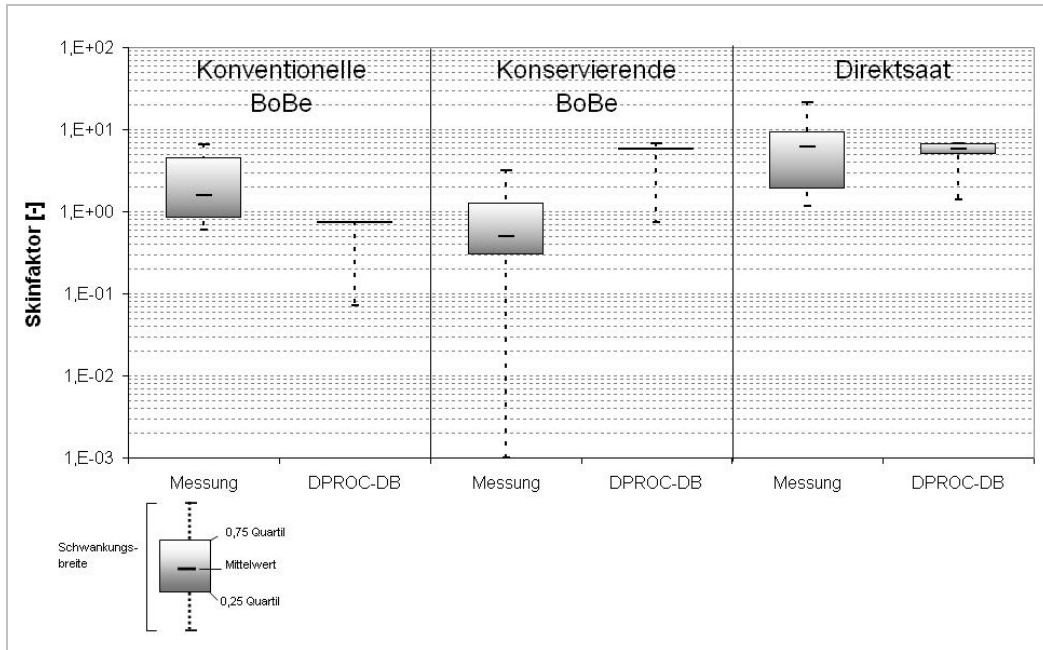 1,E+02
1,E+01
1,E+00
1,E-01
1,E-02
1,E-03
Skinfaktor [-]
Konventionelle
BoBe
Konservierende
BoBe
Direktsaat
Messung
DPROC-DB
Messung
DPROC-DB
Messung
DPROC-DB
Schwankungs-
breite
0,75 Quartil
Mittelwert
0,25 Quartil